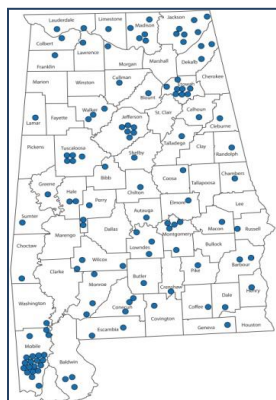 Lauderdale Limestone Madison Jackson
Colbert
Lawrence
Franklin Morgan Marshall Dekalb
Marion Winston Cullman Cherokee
Blount
Lamar Fayette Walker St. Clair Calhoun
Jefferson Cleburne
Pickens Tuscaloosa Shelby Talladega Clay Randolph
Bibb Coosa Tallapoosa Chambers
Greene Hale Perry Chilton
Sumter Autauga Elmore Lee
Marengo Dallas Montgomery Macon Russell
Choctaw Lowndes Bullock
Wilcox
Clarke Monroe Butler Crenshaw Pike Barbour
Washington Conecuh Coffee Dale Henry
Escambia Covington Geneva Houston
Mobile Baldwin